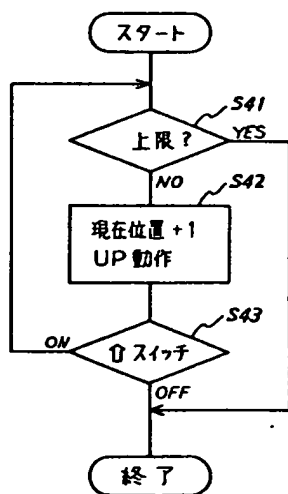 スタート
S41
上限?
YES
NO
S42
現在位置+1
UP動作
S43
ON
⇧スイッチ
OFF
終了